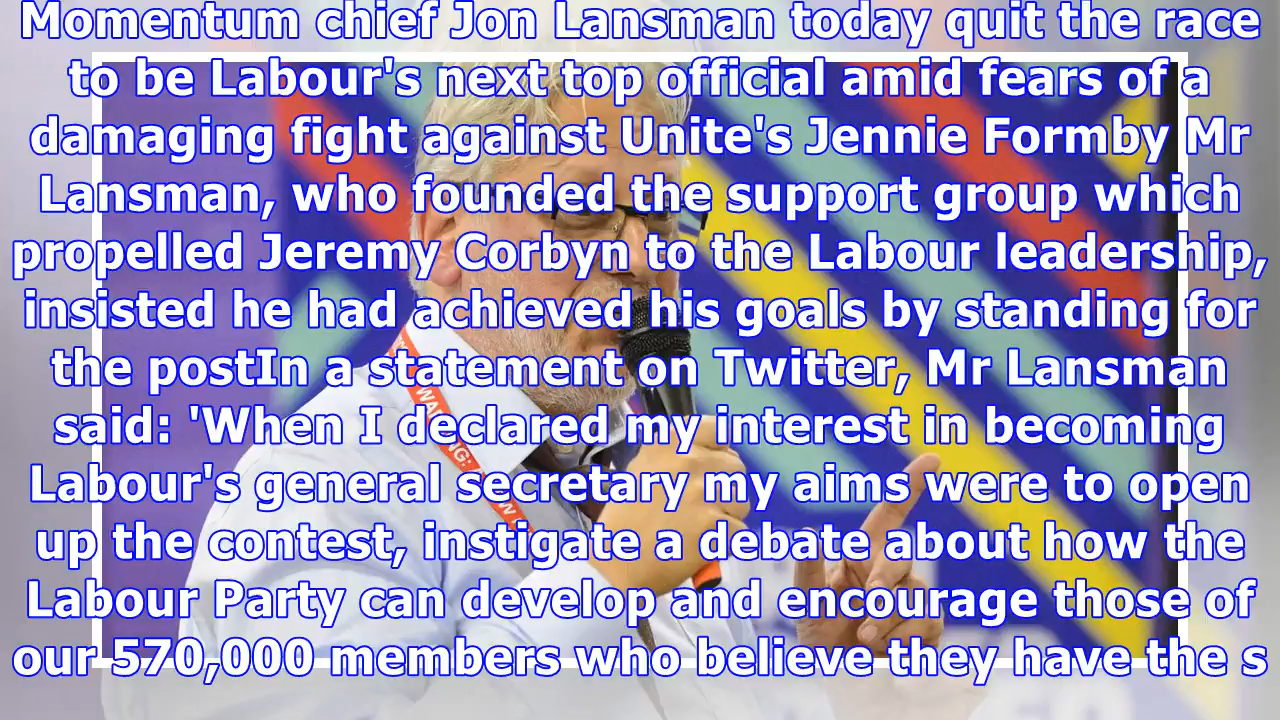 Momentum chief Jon Lansman today quit the race
to be Labour's next top official amid fears of a
damaging fight against Unite's Jennie Formby Mr
Lansman, who founded the support group which
propelled Jeremy Corbyn to the Labour leadership,
insisted he had achieved his goals by standing for
the postIn a statement on Twitter, Mr Lansman
said: 'When I declared my interest in becoming
Labour's general secretary my aims were to open
up the contest, instigate a debate about how the
Labour Party can develop and encourage those of
our 570,000 members who believe they have the s